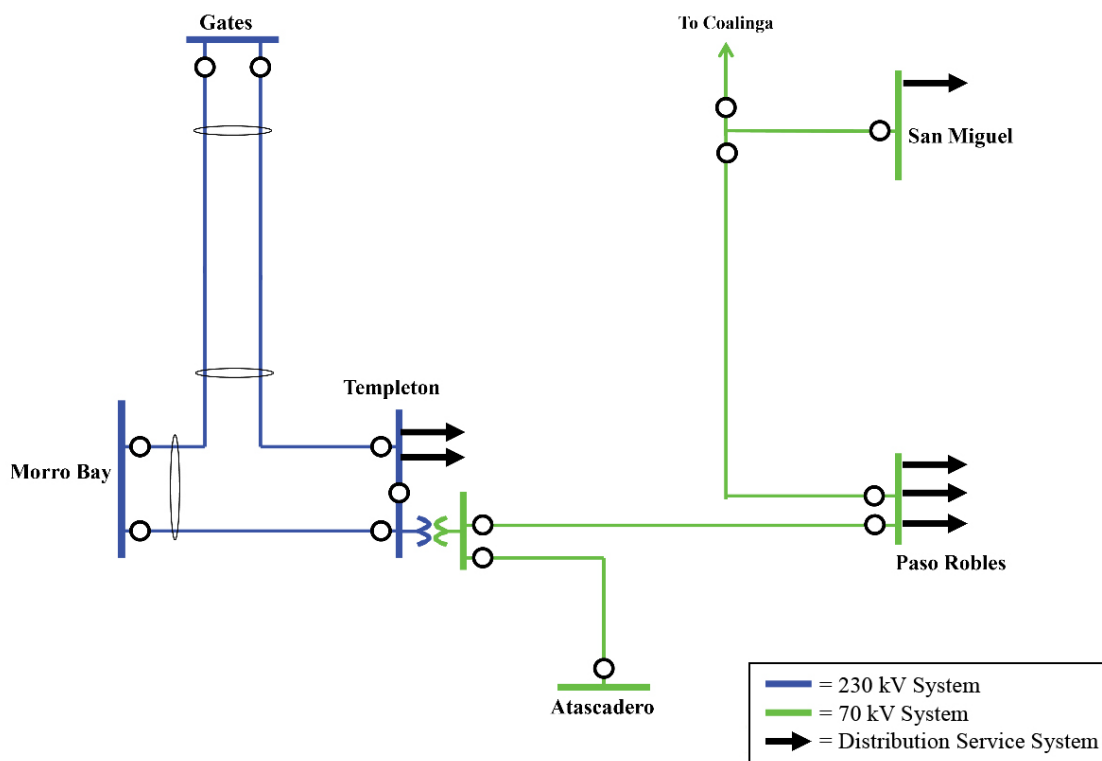 Gates
To Coalinga
San Miguel
Templeton
Morro Bay
Paso Robles
Atascadero
= 230 kV System
= 70 kV System
= Distribution Service System